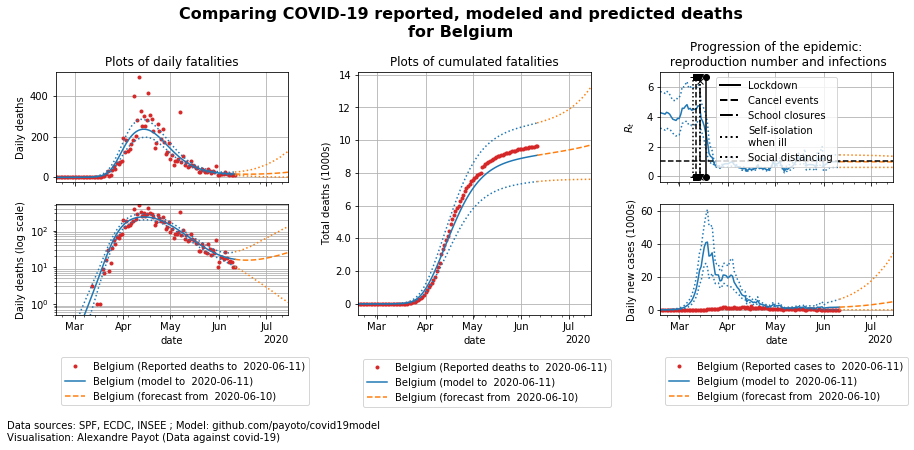 Comparing COVID-19 reported, modeled and predicted deaths
for Belgium
Plots of daily fatalities
Daily deaths
400
200
0
Daily deaths (log scale)
10²
10¹
10⁰
Mar
Apr
May
Jun
Jul
date
2020
Belgium (Reported deaths to 2020-06-11)
Belgium (model to 2020-06-11)
Belgium (forecast from 2020-06-10)
Plots of cumulated fatalities
Total deaths (1000s)
14.0
12.0
10.0
8.0
6.0
4.0
2.0
0
Mar
Apr
May
Jun
Jul
date
2020
Belgium (Reported deaths to 2020-06-11)
Belgium (model to 2020-06-11)
Belgium (forecast from 2020-06-10)
Progression of the epidemic:
reproduction number and infections
Rt
6
4
2
0
Lockdown
Cancel events
School closures
Self-isolation
when ill
Social distancing
Daily new cases (1000s)
60
40
20
0
Mar
Apr
May
Jun
Jul
date
2020
Belgium (Reported cases to 2020-06-11)
Belgium (model to 2020-06-11)
Belgium (forecast from 2020-06-10)
Data sources: SPF, ECDC, INSEE ; Model: github.com/payoto/covid19model
Visualisation: Alexandre Payot (Data against covid-19)